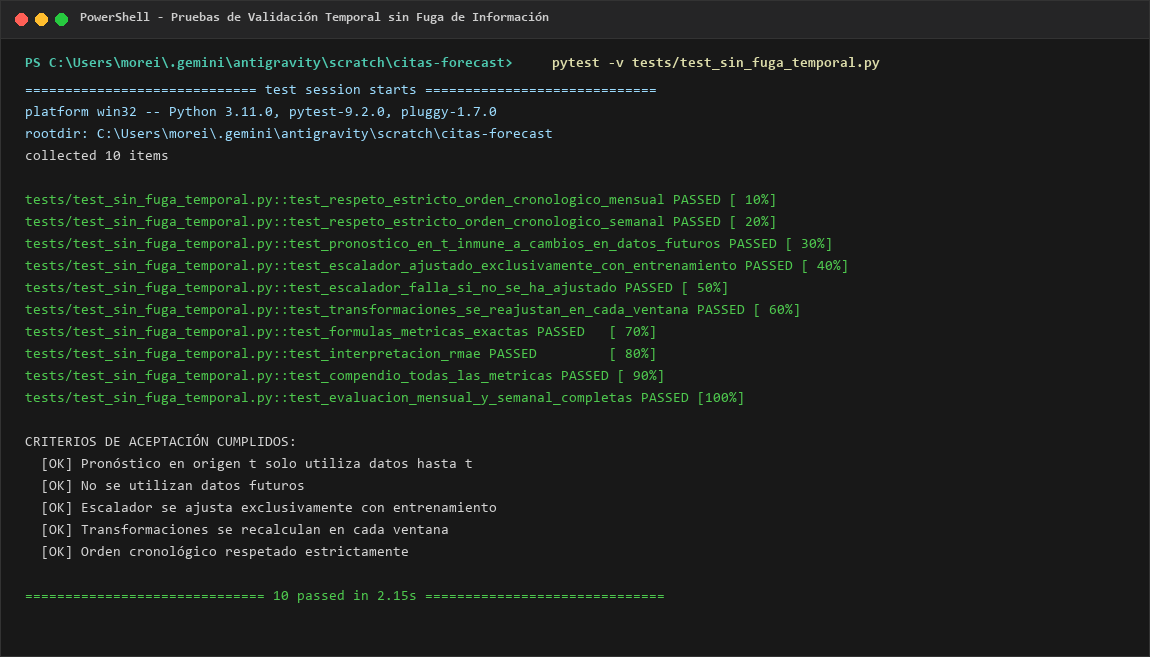 PowerShell - Pruebas de Validación Temporal sin Fuga de Información
PS C:\Users\morei\.gemini\antigravity\scratch\citas-forecast>     pytest -v tests/test_sin_fuga_temporal.py
============================= test session starts =============================
platform win32 -- Python 3.11.0, pytest-9.2.0, pluggy-1.7.0
rootdir: C:\Users\morei\.gemini\antigravity\scratch\citas-forecast
collected 10 items
tests/test_sin_fuga_temporal.py::test_respeto_estricto_orden_cronologico_mensual PASSED [ 10%]
tests/test_sin_fuga_temporal.py::test_respeto_estricto_orden_cronologico_semanal PASSED [ 20%]
tests/test_sin_fuga_temporal.py::test_pronostico_en_t_inmune_a_cambios_en_datos_futuros PASSED [ 30%]
tests/test_sin_fuga_temporal.py::test_escalador_ajustado_exclusivamente_con_entrenamiento PASSED [ 40%]
tests/test_sin_fuga_temporal.py::test_escalador_falla_si_no_se_ha_ajustado PASSED [ 50%]
tests/test_sin_fuga_temporal.py::test_transformaciones_se_reajustan_en_cada_ventana PASSED [ 60%]
tests/test_sin_fuga_temporal.py::test_formulas_metricas_exactas PASSED   [ 70%]
tests/test_sin_fuga_temporal.py::test_interpretacion_rmae PASSED         [ 80%]
tests/test_sin_fuga_temporal.py::test_compendio_todas_las_metricas PASSED [ 90%]
tests/test_sin_fuga_temporal.py::test_evaluacion_mensual_y_semanal_completas PASSED [100%]
CRITERIOS DE ACEPTACIÓN CUMPLIDOS:
[OK] Pronóstico en origen t solo utiliza datos hasta t
[OK] No se utilizan datos futuros
[OK] Escalador se ajusta exclusivamente con entrenamiento
[OK] Transformaciones se recalculan en cada ventana
[OK] Orden cronológico respetado estrictamente
============================== 10 passed in 2.15s ==============================